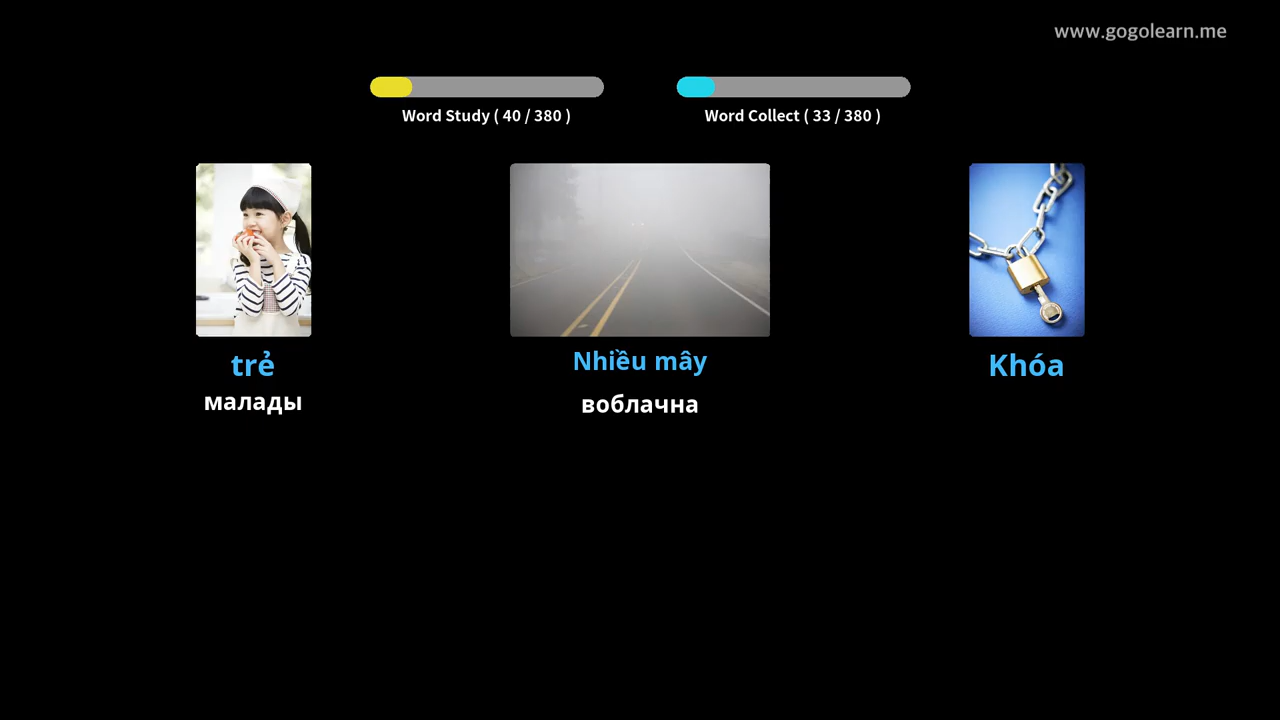 www.gogolearn.me
Word Study ( 40 / 380 )
Word Collect ( 33 / 380 )
trẻ
малады
Nhiều mây
воблачна
Khóa